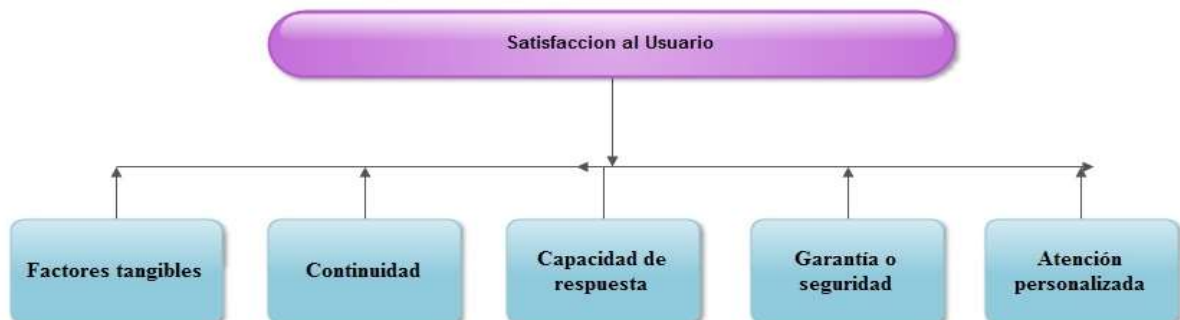 Satisfaccion al Usuario
Factores tangibles
Continuidad
Capacidad de
respuesta
Garantía o
seguridad
Atención
personalizada